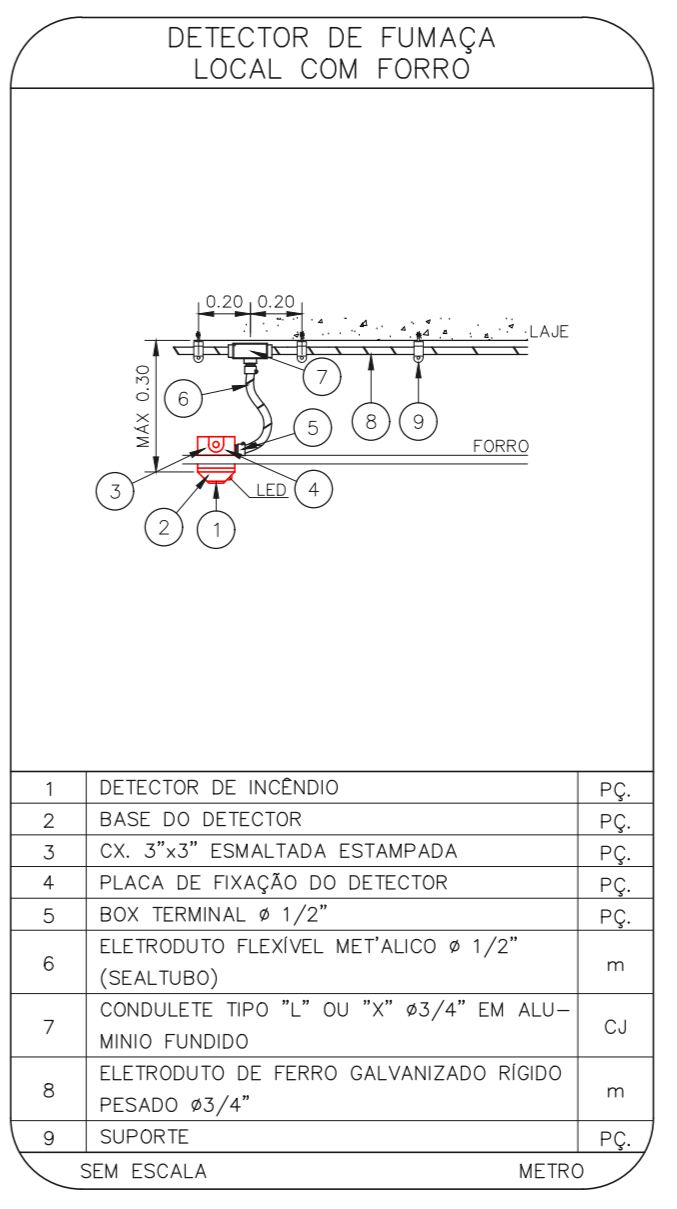 DETECTOR DE FUMAÇA
LOCAL COM FORRO
0.20 0.20
LAJE
MÁX 0.30
7
6
8
9
5
FORRO
3
LED
4
2
1
1 DETECTOR DE INCÊNDIO PÇ.
2 BASE DO DETECTOR PÇ.
3 CX. 3"x3" ESMALTADA ESTAMPADA PÇ.
4 PLACA DE FIXAÇÃO DO DETECTOR PÇ.
5 BOX TERMINAL ø 1/2" PÇ.
6 ELETRODUTO FLEXÍVEL MET'ALICO ø 1/2"
(SEALTUBO) m
7 CONDULETE TIPO "L" OU "X" ø3/4" EM ALU-
MINIO FUNDIDO CJ
8 ELETRODUTO DE FERRO GALVANIZADO RÍGIDO
PESADO ø3/4" m
9 SUPORTE PÇ.
SEM ESCALA METRO